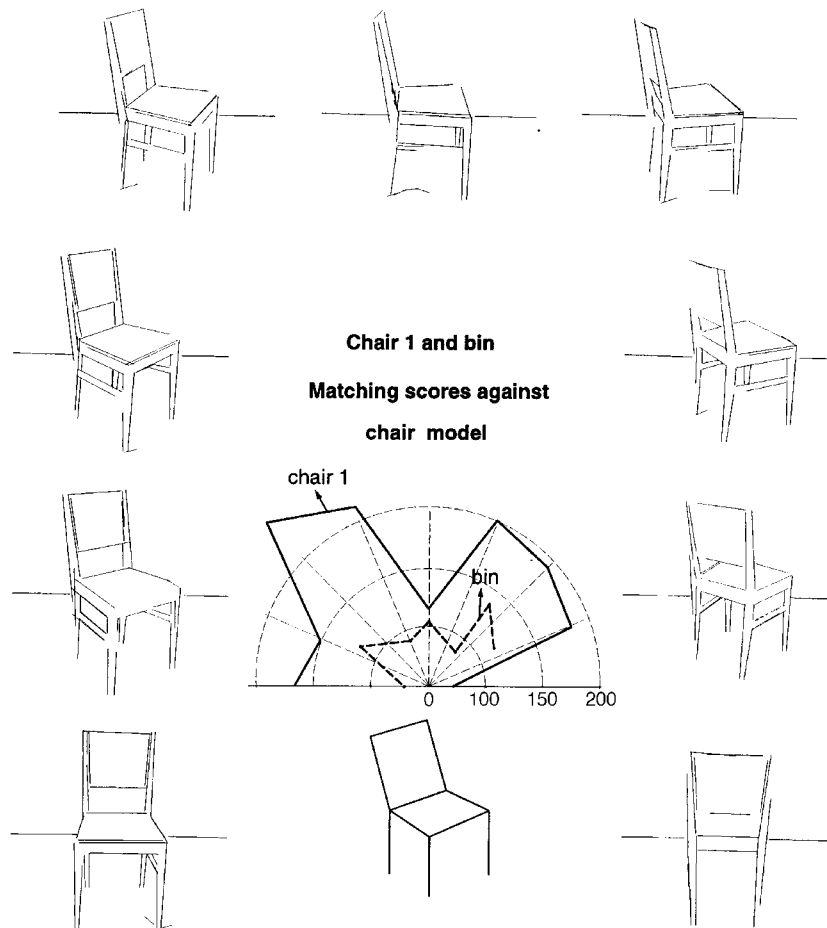 Chair 1 and bin
Matching scores against
chair model
chair 1
bin
0 100 150 200